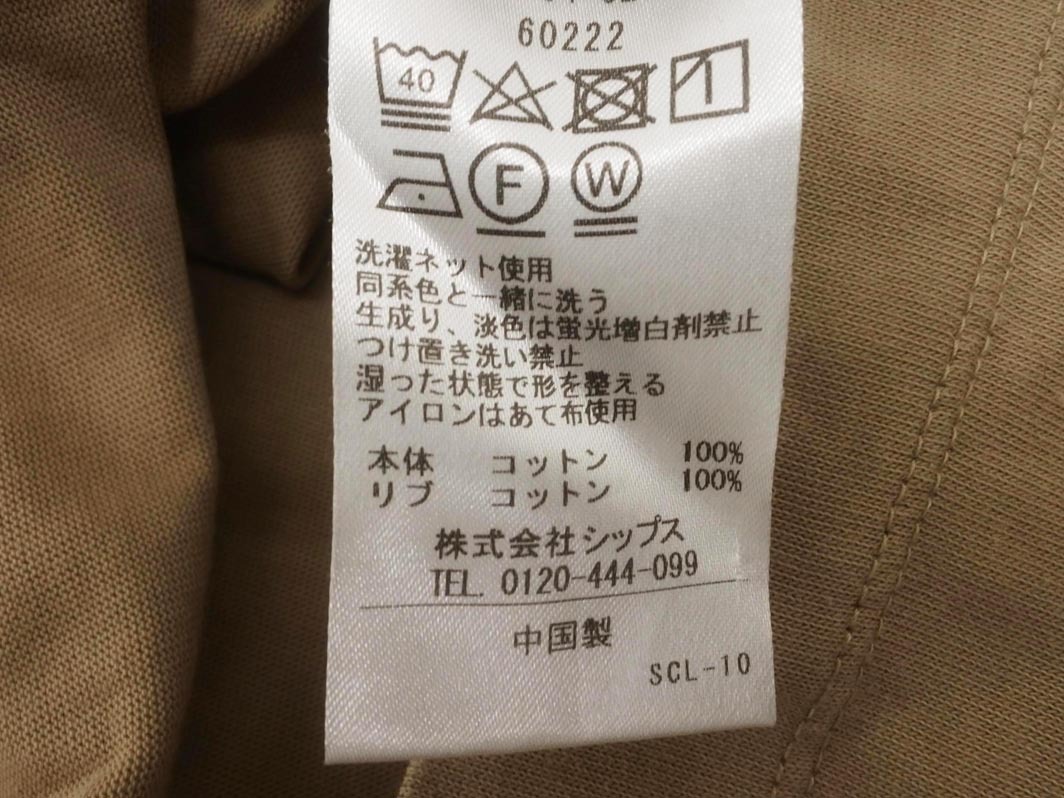 60222
40
F
W
洗濯ネット使用
同系色と一緒に洗う
生成り、淡色は蛍光増白剤禁止
つけ置き洗い禁止
湿った状態で形を整える
アイロンはあて布使用
本体 コットン 100%
リブ コットン 100%
株式会社シップス
TEL. 0120-444-099
中国製
SCL-10